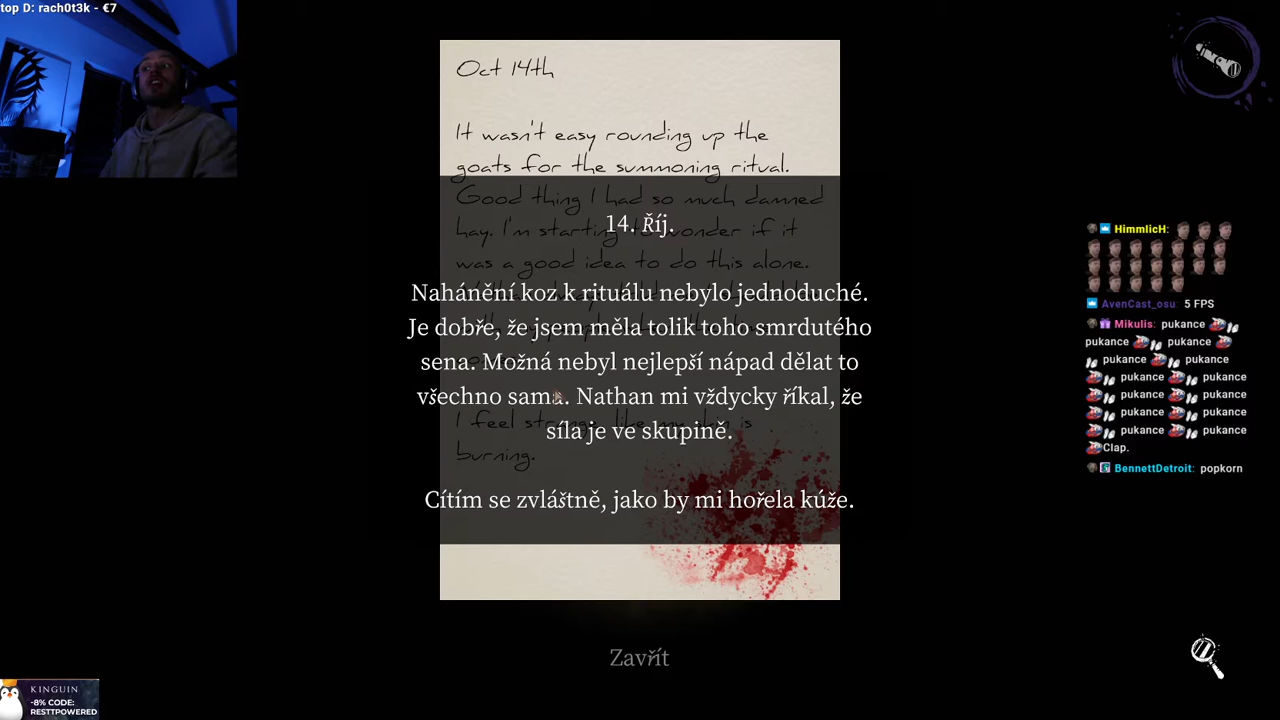 top D: rach0t3k - €7
Oct 14th
It wasn't easy rounding up the
goats for the summoning ritual.
Good thing I had so much damned
hay. I'm starting to wonder if it
was a good idea to do this alone.
I feel strange, like my skin is
burning.
14. Říj.
Nahánění koz k rituálu nebylo jednoduché.
Je dobře, že jsem měla tolik toho smrdutého
sena. Možná nebyl nejlepší nápad dělat to
všechno sama. Nathan mi vždycky říkal, že
síla je ve skupině.
Cítím se zvláštně, jako by mi hořela kúže.
Zavřít
HimmlicH:
AvenCast_osu: 5 FPS
Mikulis: pukance
pukance pukance
pukance pukance
pukance pukance
pukance pukance
pukance pukance
pukance pukance
Clap.
BennettDetroit: popkorn
KINGUIN
-8% CODE:
RESTTPOWERED